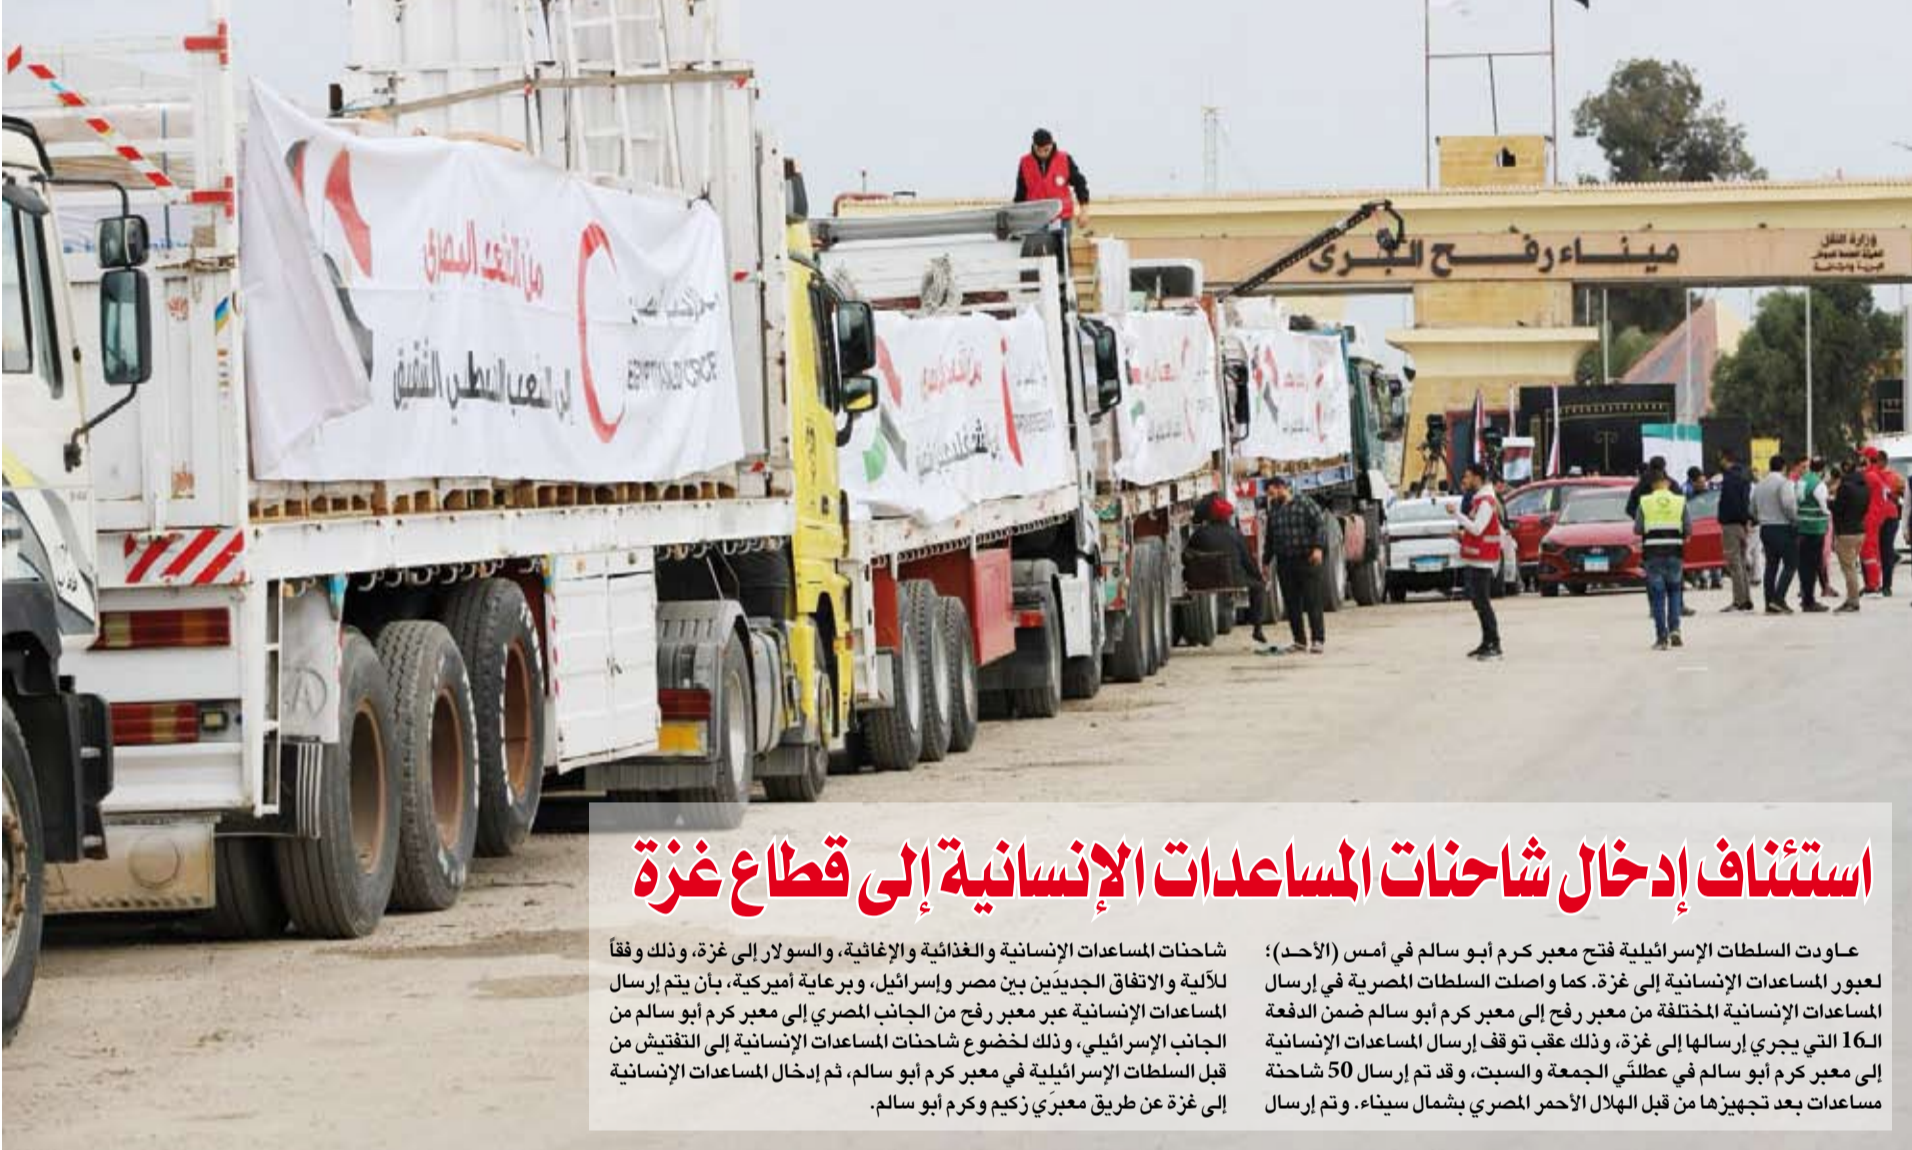 وزارة النقل
ميناء رفح البرى
من الشعب المصرى
إلى الشعب الفلسطيني الشقيق
EGYPTIAN RED CRESCENT
استئناف إدخال شاحنات المساعدات الإنسانية إلى قطاع غزة
عـاودت السلطات الإسرائيلية فتح معبر كرم أبـو سالم في أمـس (الأحـد)؛
لعبور المساعدات الإنسانية إلى غزة. كما واصلت السلطات المصرية في إرسال
المساعدات الإنسانية المختلفة من معبر رفح إلى معبر كرم أبو سالم ضمن الدفعة
الـ16 التي يجري إرسالها إلى غزة، وذلك عقب توقف إرسال المساعدات الإنسانية
إلى معبر كرم أبو سالم في عطلتَي الجمعة والسبت، وقد تم إرسال 50 شاحنة
مساعدات بعد تجهيزها من قبل الهلال الأحمر المصري بشمال سيناء. وتم إرسال
شاحنات المساعدات الإنسانية والغذائية والإغاثية، والسولار إلى غزة، وذلك وفقاً
للآلية والاتفاق الجديدَين بين مصر وإسرائيل، وبرعاية أميركية، بأن يتم إرسال
المساعدات الإنسانية عبر معبر رفح من الجانب المصري إلى معبر كرم أبو سالم من
الجانب الإسرائيلي، وذلك لخضوع شاحنات المساعدات الإنسانية إلى التفتيش من
قبل السلطات الإسرائيلية في معبر كرم أبو سالم، ثم إدخال المساعدات الإنسانية
إلى غزة عن طريق معبرَي زكيم وكرم أبو سالم.